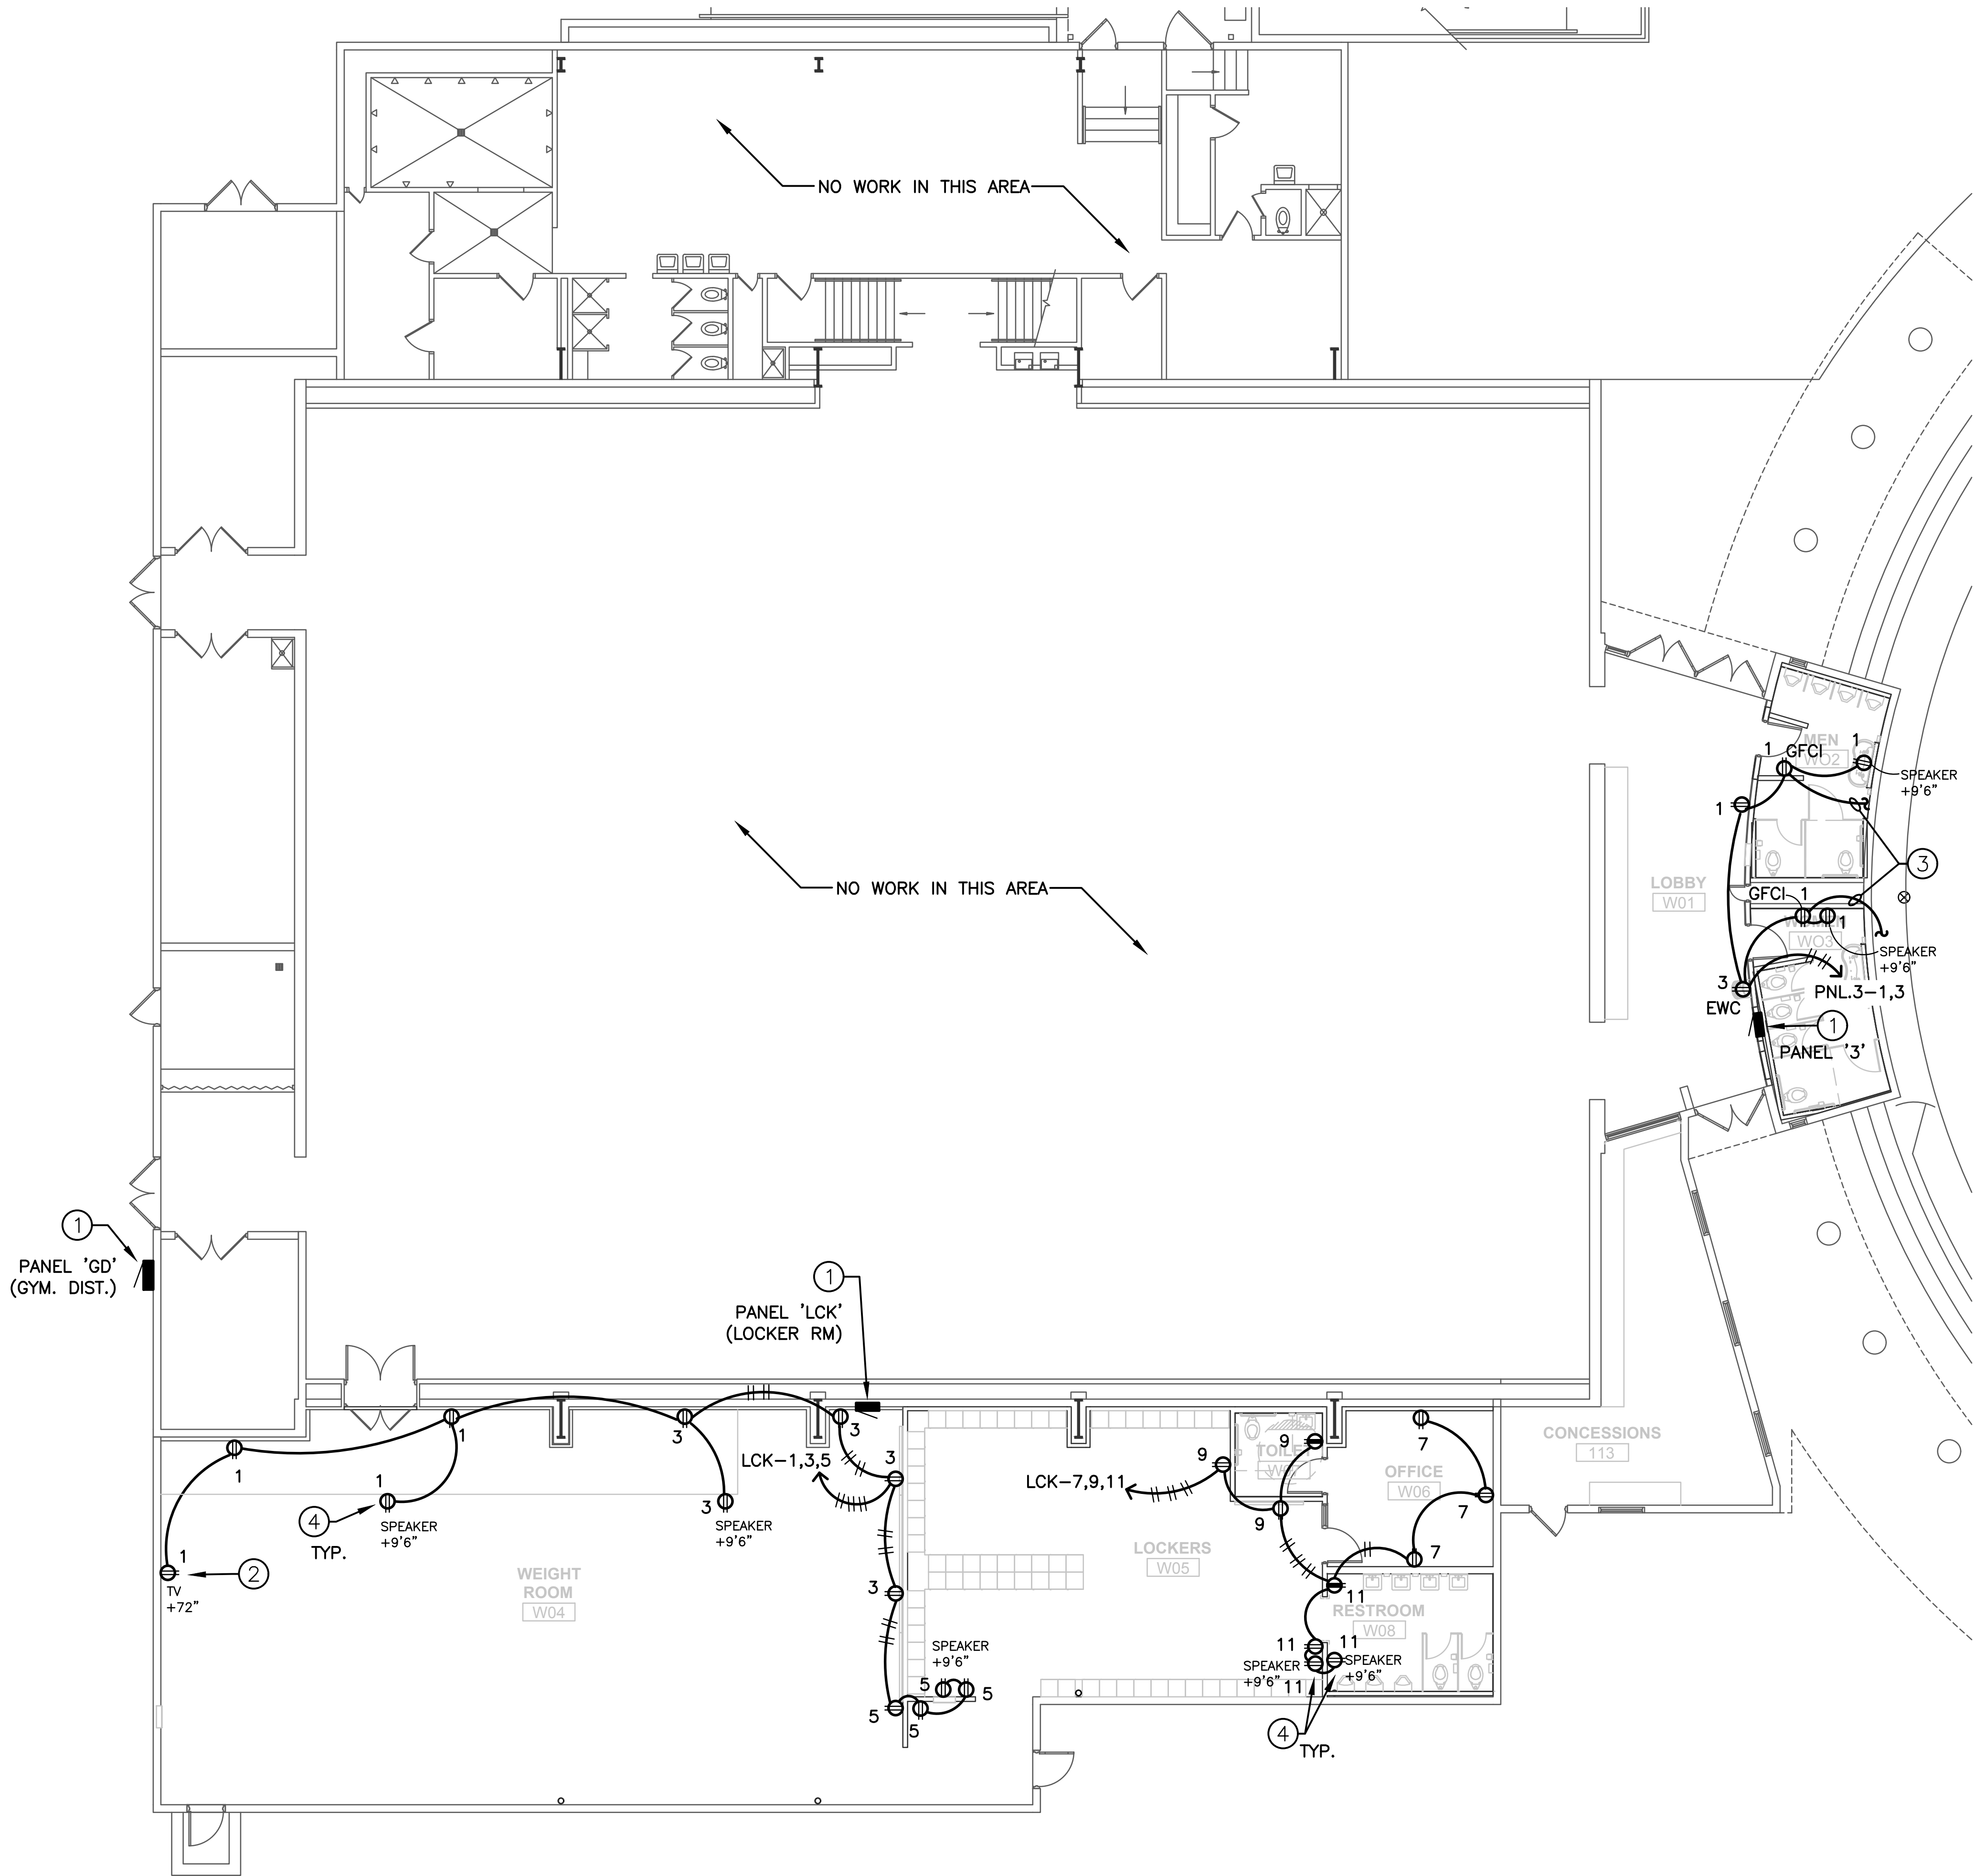 NO WORK IN THIS AREA
MEN
WO2
1
GFCI
1
SPEAKER
+9'6"
1
3
NO WORK IN THIS AREA
LOBBY
W01
GFCI
1
1
WO3
SPEAKER
+9'6"
3
EWC
PNL.3-1,3
1
PANEL '3'
1
PANEL 'GD'
(GYM. DIST.)
1
PANEL 'LCK'
(LOCKER RM)
1
1
3
3
3
LCK-1,3,5
1
4
TYP.
SPEAKER
+9'6"
3
SPEAKER
+9'6"
1
2
TV
+72"
WEIGHT
ROOM
W04
3
5
5
SPEAKER
+9'6"
5
5
LCK-7,9,11
9
9
9
TOILET
LOCKERS
W05
OFFICE
W06
7
7
7
CONCESSIONS
113
11
RESTROOM
W08
11
11
SPEAKER
+9'6"
SPEAKER
+9'6"
11
4
TYP.